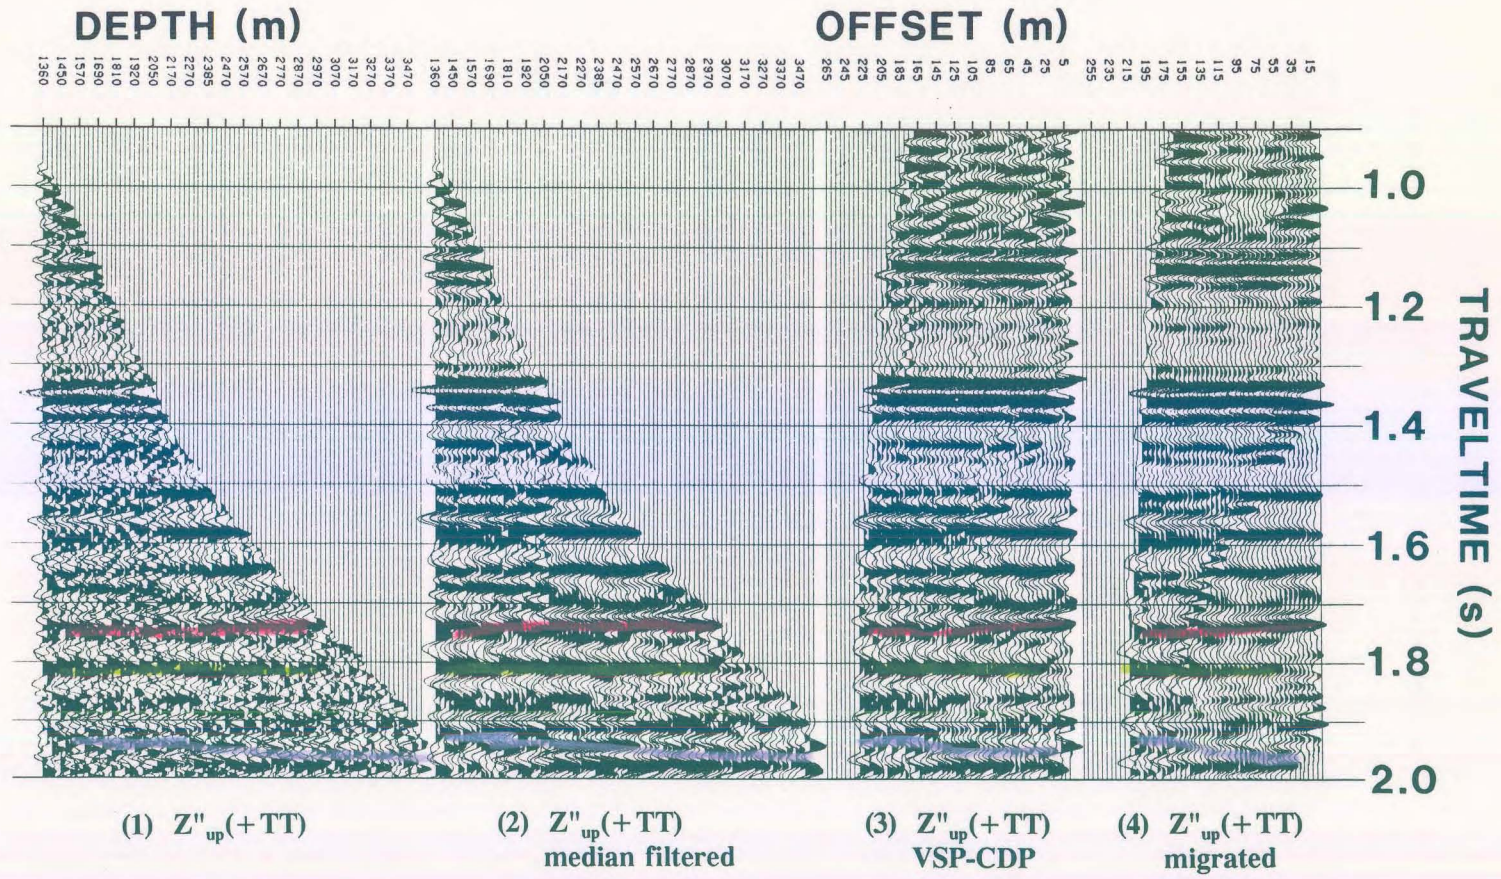 DEPTH (m) OFFSET (m)
1360 1450 1570 1690 1810 1920 2050 2170 2270 2385 2470 2570 2670 2770 2870 2970 3070 3170 3270 3370 3470 1360 1450 1570 1690 1810 1920 2050 2170 2270 2385 2470 2570 2670 2770 2870 2970 3070 3170 3270 3370 3470 265 245 225 205 185 165 145 125 105 85 65 45 25 5 255 235 215 195 175 155 135 115 95 75 55 35 15
1.0
1.2
1.4
1.6
1.8
2.0
TRAVELTIME (s)
(1) Z"up(+TT) (2) Z"up(+TT) (3) Z"up(+TT) (4) Z"up(+TT)
median filtered VSP-CDP migrated